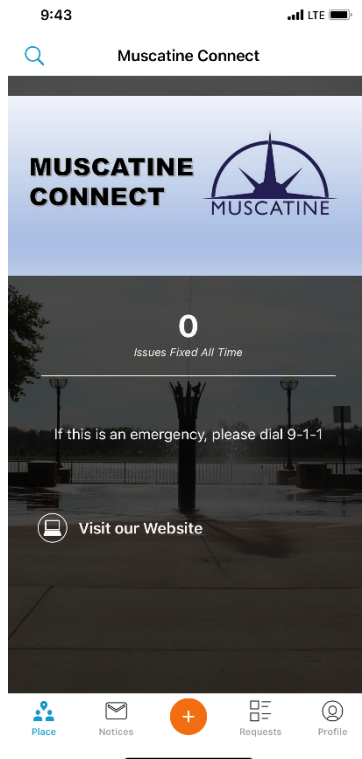 9:43
LTE
Muscatine Connect
MUSCATINE
CONNECT
MUSCATINE
0
Issues Fixed All Time
If this is an emergency, please dial 9-1-1
Visit our Website
Place
Notices
Requests
Profile